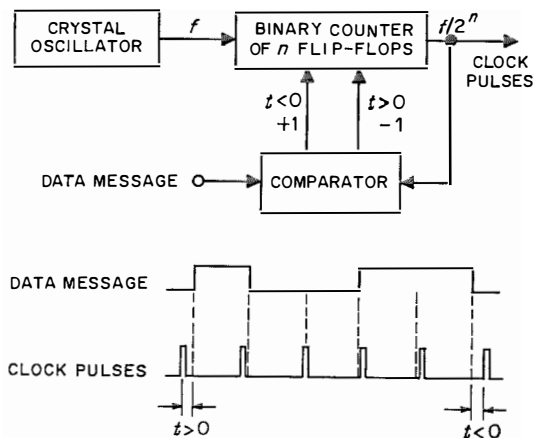 CRYSTAL
OSCILLATOR
f
BINARY COUNTER
OF n FLIP-FLOPS
f/2^n
CLOCK
PULSES
t<0
+1
t>0
-1
DATA MESSAGE
COMPARATOR
DATA MESSAGE
CLOCK PULSES
t>0
t<0